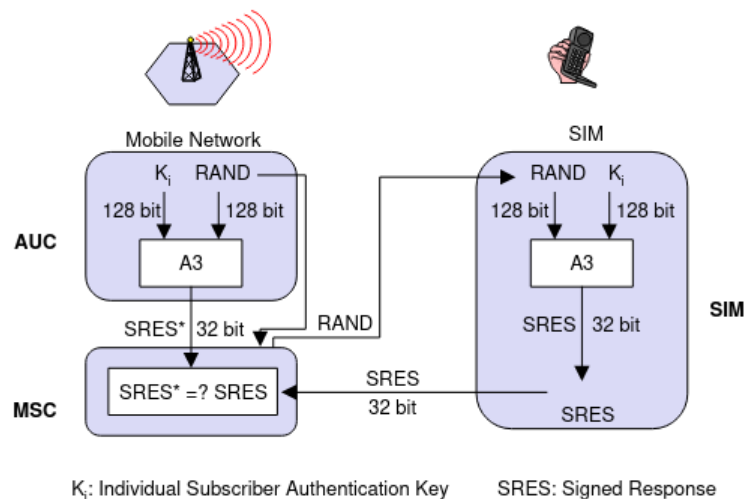 Mobile Network
SIM
Ki RAND
128 bit 128 bit
A3
AUC
SRES* 32 bit
RAND
SRES* =? SRES
MSC
RAND Ki
128 bit 128 bit
A3
SRES 32 bit
SIM
SRES
32 bit
SRES
Ki: Individual Subscriber Authentication Key
SRES: Signed Response